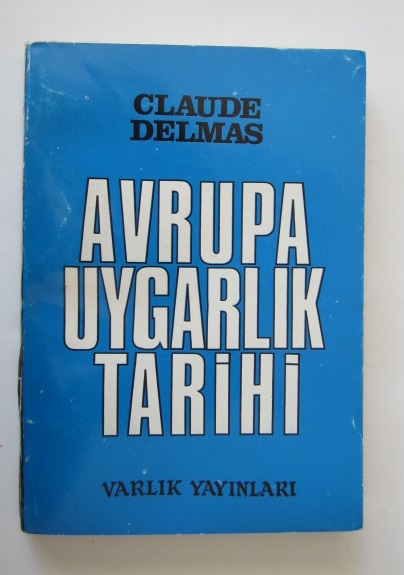 CLAUDE
DELMAS
AVRUPA
UYGARLIK
TARİHİ
VARLIK YAYINLARI